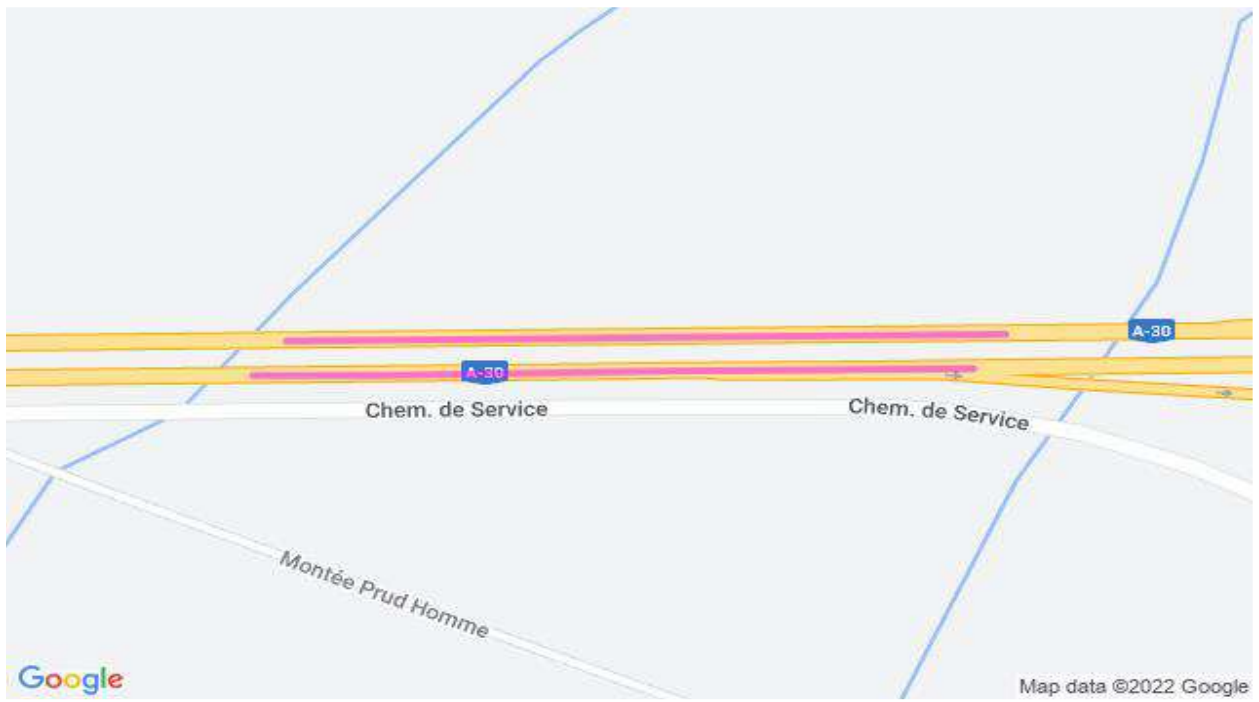 A-30
A-30
Chem. de Service
Chem. de Service
Montée Prud Homme
Google
Map data ©2022 Google